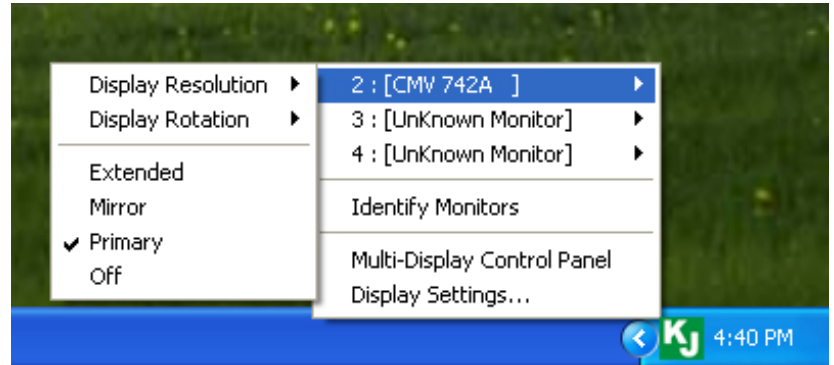 Display Resolution
Display Rotation
Extended
Mirror
Primary
Off
2 : [CMV 742A   ]
3 : [UnKnown Monitor]
4 : [UnKnown Monitor]
Identify Monitors
Multi-Display Control Panel
Display Settings...
KJ 4:40 PM